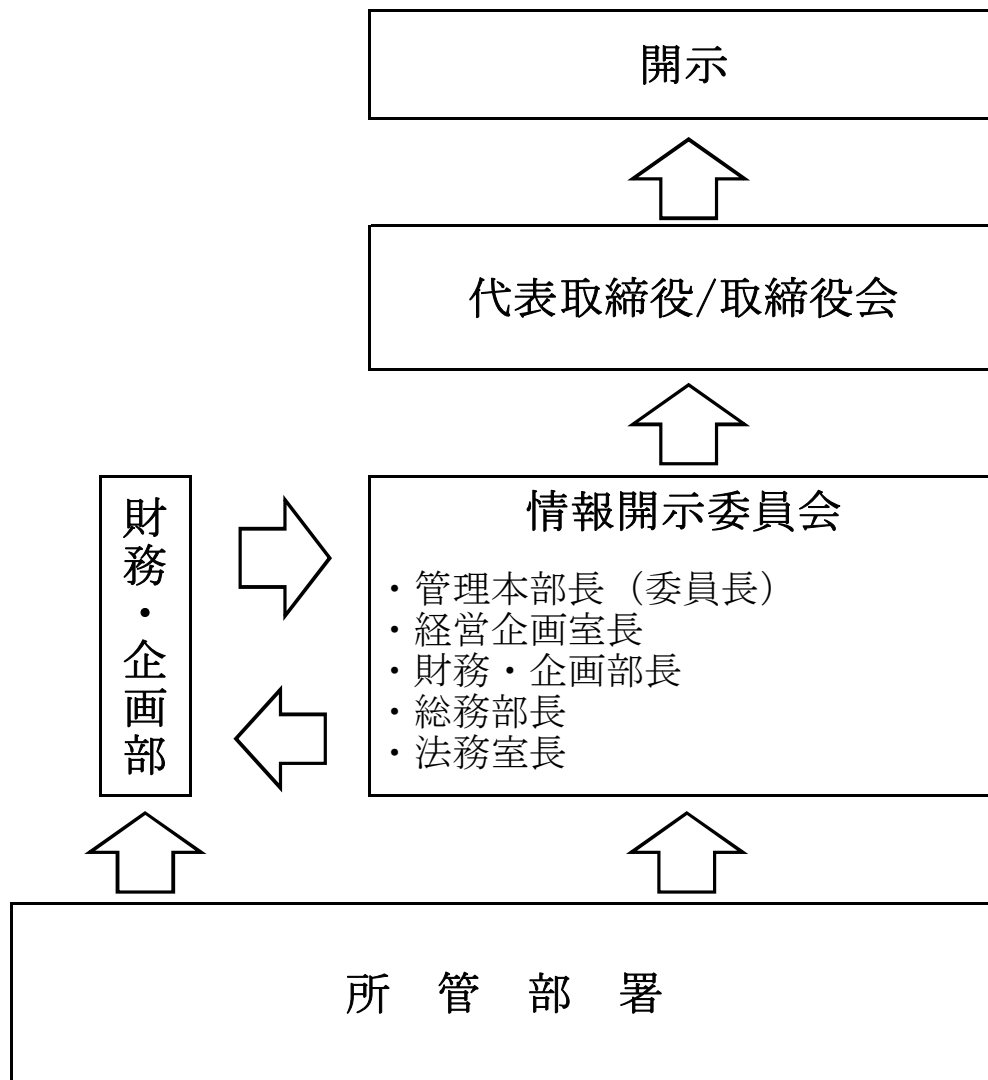 開示
代表取締役/取締役会
財務・企画部
情報開示委員会
・管理本部長（委員長）
・経営企画室長
・財務・企画部長
・総務部長
・法務室長
所管部署